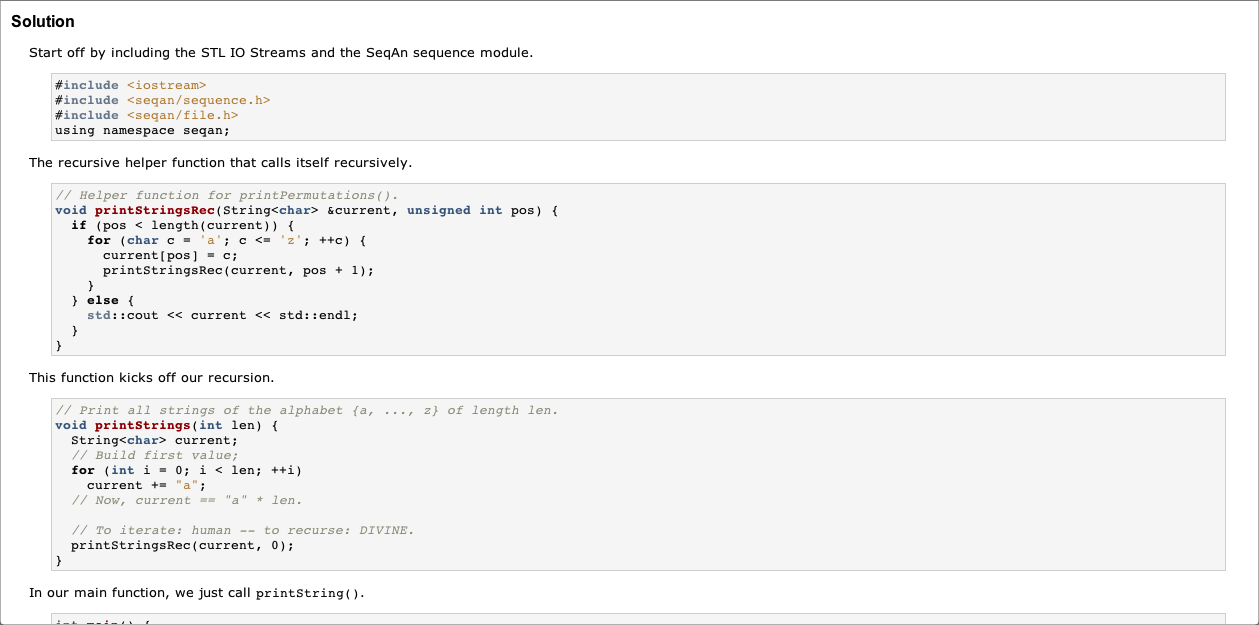 Solution
Start off by including the STL IO Streams and the SeqAn sequence module.
#include <iostream>
#include <seqan/sequence.h>
#include <seqan/file.h>
using namespace seqan;
The recursive helper function that calls itself recursively.
// Helper function for printPermutations().
void printStringsRec(String<char> &current, unsigned int pos) {
  if (pos < length(current)) {
    for (char c = 'a'; c <= 'z'; ++c) {
      current[pos] = c;
      printStringsRec(current, pos + 1);
    }
  } else {
    std::cout << current << std::endl;
  }
}
This function kicks off our recursion.
// Print all strings of the alphabet {a, ..., z} of length len.
void printStrings(int len) {
  String<char> current;
  // Build first value;
  for (int i = 0; i < len; ++i)
    current += "a";
  // Now, current == "a" * len.
  // To iterate: human -- to recurse: DIVINE.
  printStringsRec(current, 0);
}
In our main function, we just call printString().
int main() {